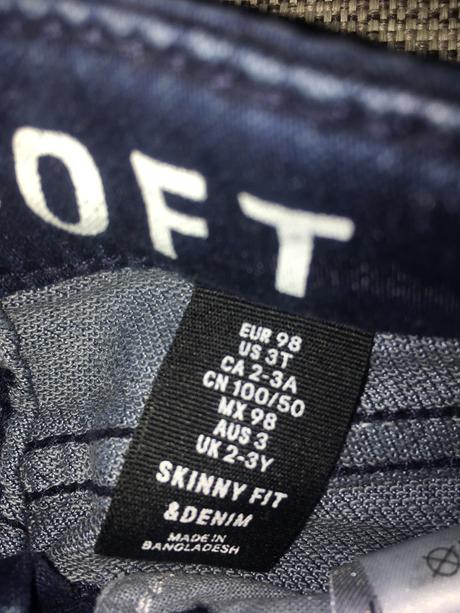 OFT
EUR 98
US 3T
CA 2-3A
CN 100/50
MX 98
AUS 3
UK 2-3Y
SKINNY FIT
&DENIM
MADE IN
BANGLADESH